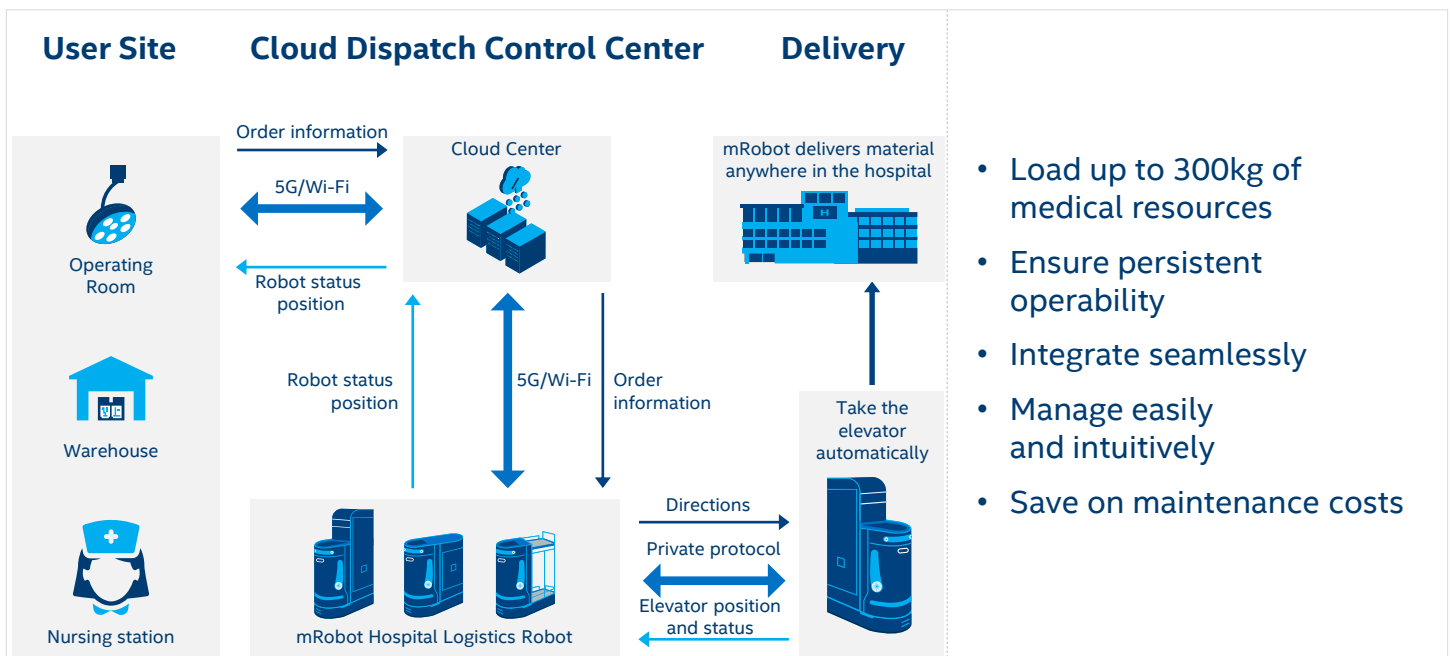 User Site
Cloud Dispatch Control Center
Delivery
Order information
5G/Wi-Fi
Robot status
position
Operating
Room
Warehouse
Nursing station
Cloud Center
Robot status
position
5G/Wi-Fi
Order
information
mRobot Hospital Logistics Robot
mRobot delivers material
anywhere in the hospital
H
Take the
elevator
automatically
Directions
Private protocol
Elevator position
and status
• Load up to 300kg of
medical resources
• Ensure persistent
operability
• Integrate seamlessly
• Manage easily
and intuitively
• Save on maintenance costs